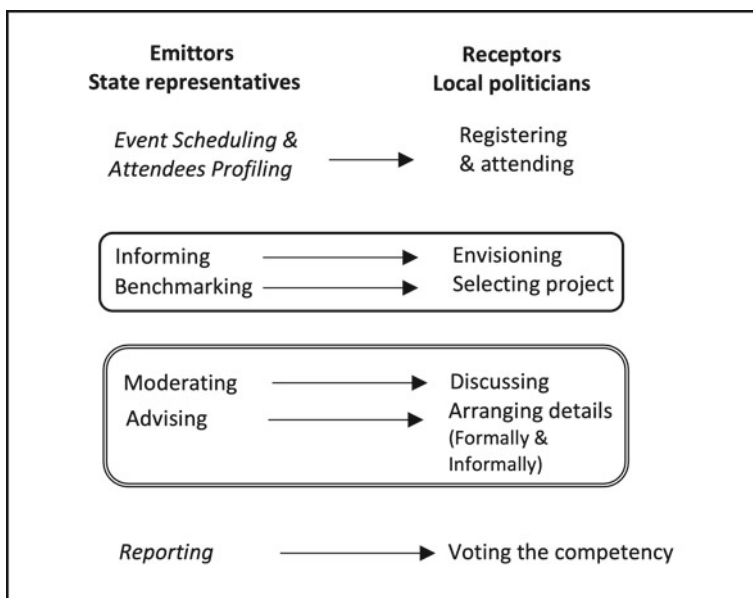 Emittors
State representatives
Receptors
Local politicians
Event Scheduling &
Attendees Profiling
Registering
& attending
Informing
Envisioning
Benchmarking
Selecting project
Moderating
Discussing
Advising
Arranging details
(Formally &
Informally)
Reporting
Voting the competency